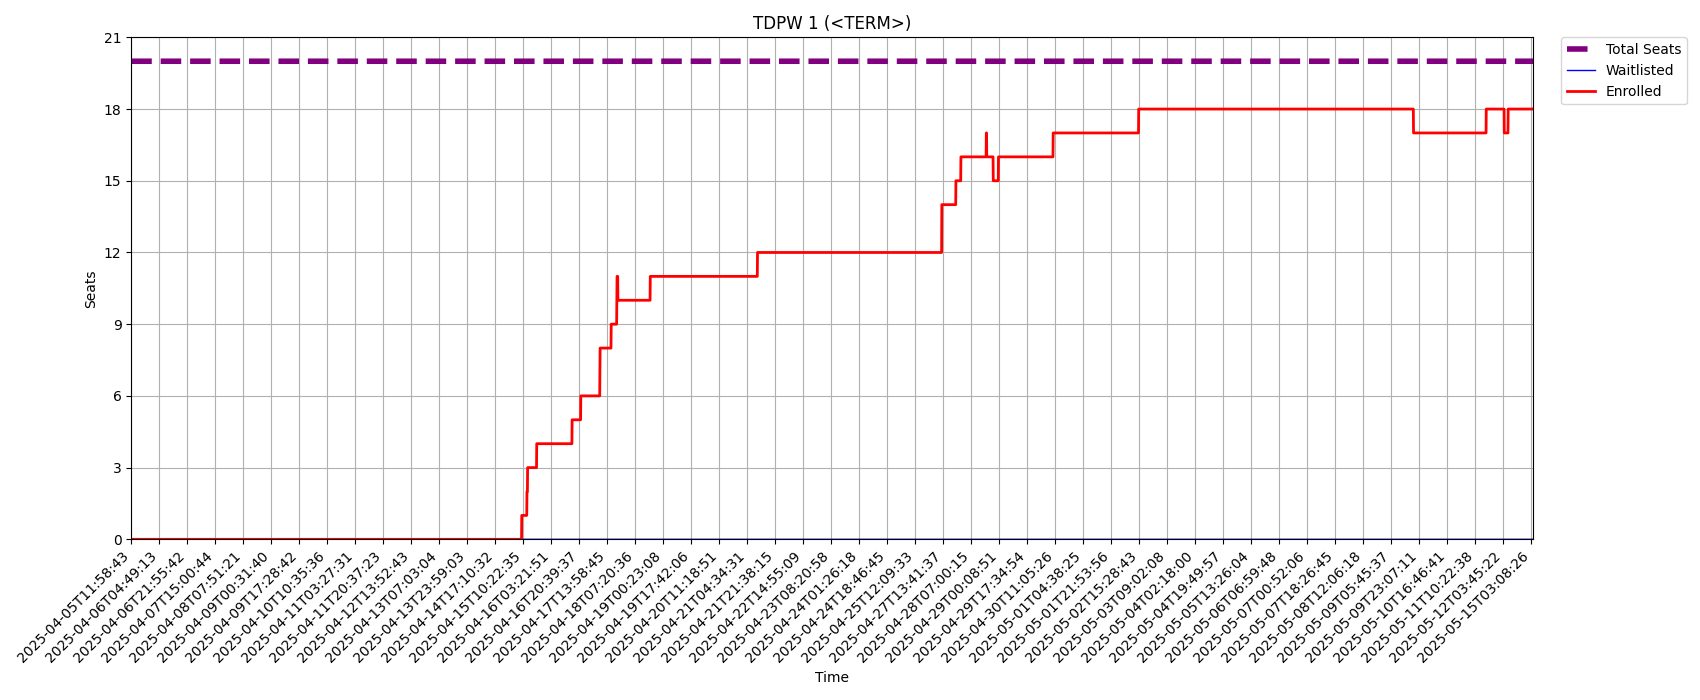 TDPW 1 (<TERM>)
Total Seats
Waitlisted
Enrolled
Seats
21
18
15
12
9
6
3
0
2025-04-05T11:58:43
2025-04-06T04:49:13
2025-04-06T21:55:42
2025-04-07T15:00:44
2025-04-08T07:51:21
2025-04-09T00:31:40
2025-04-09T17:28:42
2025-04-10T10:35:36
2025-04-11T03:27:31
2025-04-11T20:37:23
2025-04-12T13:52:43
2025-04-13T07:03:04
2025-04-13T23:59:03
2025-04-14T17:10:32
2025-04-15T10:22:35
2025-04-16T03:21:51
2025-04-16T20:39:37
2025-04-17T13:58:45
2025-04-18T07:20:36
2025-04-19T00:23:08
2025-04-19T17:42:06
2025-04-20T11:18:51
2025-04-21T04:34:31
2025-04-21T21:38:15
2025-04-22T14:55:09
2025-04-23T08:20:58
2025-04-24T01:26:18
2025-04-24T18:46:45
2025-04-25T12:09:33
2025-04-27T13:41:37
2025-04-28T07:00:15
2025-04-29T00:08:51
2025-04-29T17:34:54
2025-04-30T11:05:26
2025-05-01T04:38:25
2025-05-01T21:53:56
2025-05-02T15:28:43
2025-05-03T09:02:08
2025-05-04T02:18:00
2025-05-04T19:49:57
2025-05-05T13:26:04
2025-05-06T06:59:48
2025-05-07T00:52:06
2025-05-07T18:26:45
2025-05-08T12:06:18
2025-05-09T05:45:37
2025-05-09T23:07:11
2025-05-10T16:46:41
2025-05-11T10:22:38
2025-05-12T03:45:22
2025-05-15T03:08:26
Time